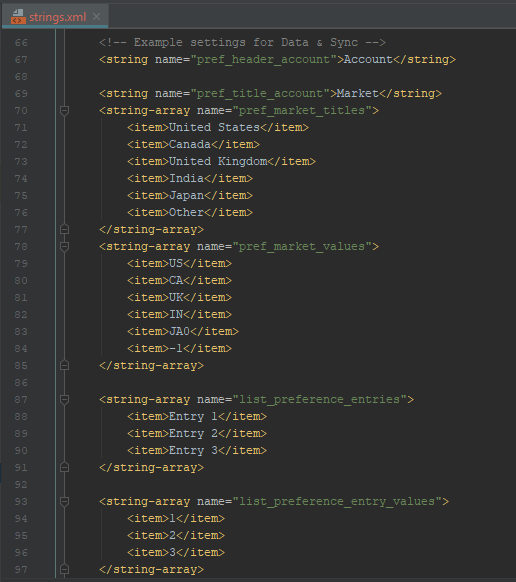 strings.xml
66 <!-- Example settings for Data & Sync -->
67 <string name="pref_header_account">Account</string>
68
69 <string name="pref_title_account">Market</string>
70 <string-array name="pref_market_titles">
71 <item>United States</item>
72 <item>Canada</item>
73 <item>United Kingdom</item>
74 <item>India</item>
75 <item>Japan</item>
76 <item>Other</item>
77 </string-array>
78 <string-array name="pref_market_values">
79 <item>US</item>
80 <item>CA</item>
81 <item>UK</item>
82 <item>IN</item>
83 <item>JA0</item>
84 <item>-1</item>
85 </string-array>
86
87 <string-array name="list_preference_entries">
88 <item>Entry 1</item>
89 <item>Entry 2</item>
90 <item>Entry 3</item>
91 </string-array>
92
93 <string-array name="list_preference_entry_values">
94 <item>1</item>
95 <item>2</item>
96 <item>3</item>
97 </string-array>